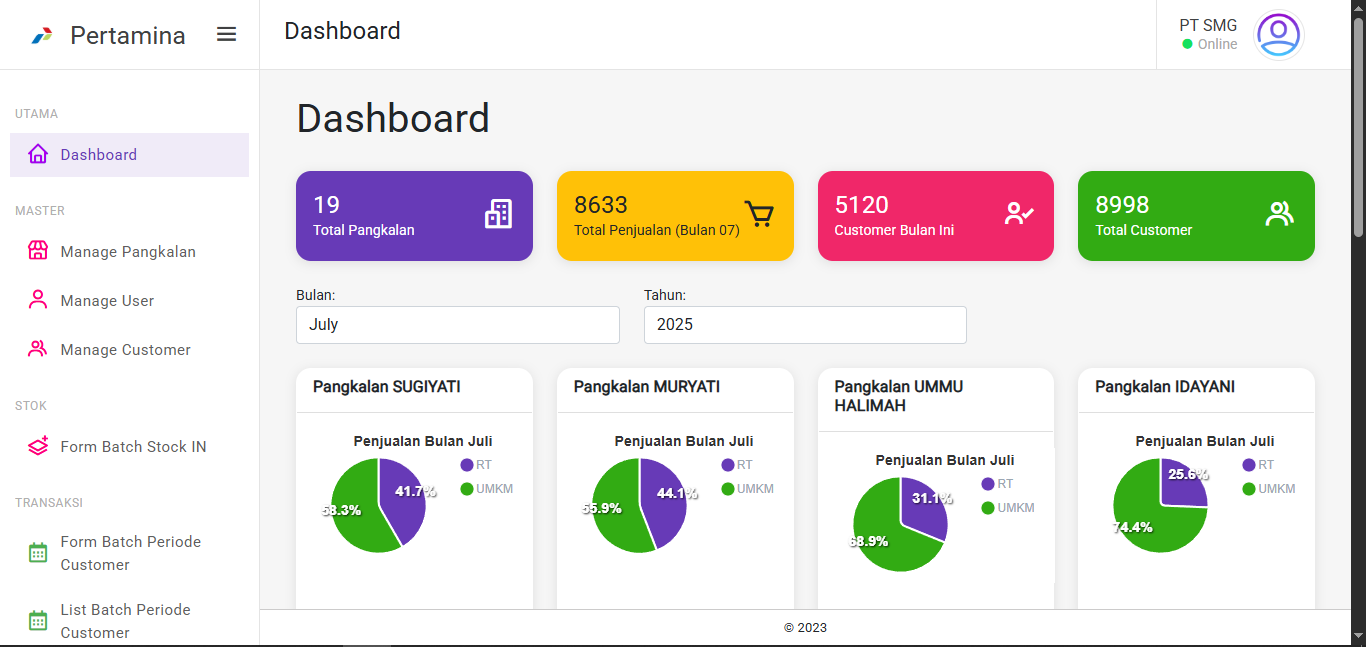 Pertamina
Dashboard
PT SMG
Online
UTAMA
Dashboard
MASTER
Manage Pangkalan
Manage User
Manage Customer
STOK
Form Batch Stock IN
TRANSAKSI
Form Batch Periode
Customer
List Batch Periode
Customer
Dashboard
19
Total Pangkalan
8633
Total Penjualan (Bulan 07)
5120
Customer Bulan Ini
8998
Total Customer
Bulan:
July
Tahun:
2025
Pangkalan SUGIYATI
Penjualan Bulan Juli
RT
UMKM
41.7%
58.3%
Pangkalan MURYATI
Penjualan Bulan Juli
RT
UMKM
44.1%
55.9%
Pangkalan UMMU
HALIMAH
Penjualan Bulan Juli
RT
UMKM
31.1%
68.9%
Pangkalan IDAYANI
Penjualan Bulan Juli
RT
UMKM
25.6%
74.4%
© 2023